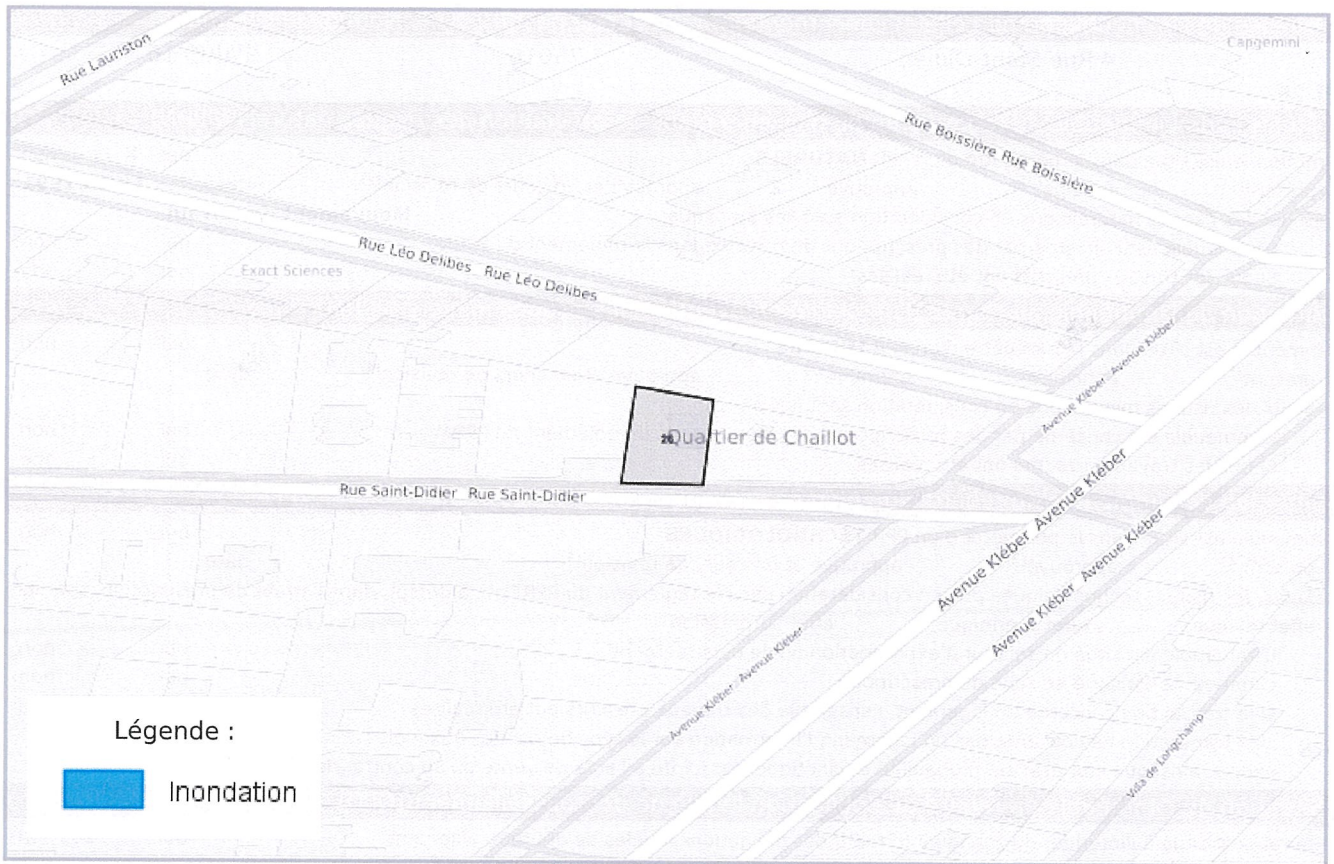 Rue Lauriston
Capgemini
Rue Boissière Rue Boissière
Rue Léo Delibes Rue Léo Delibes
Exact Sciences
Avenue Kléber Avenue Kléber
Quartier de Chaillot
Rue Saint-Didier Rue Saint-Didier
Avenue Kléber Avenue Kléber
Avenue Kléber Avenue Kléber
Avenue Kléber Avenue Kléber
Villa de Longchamp
Légende :
Inondation